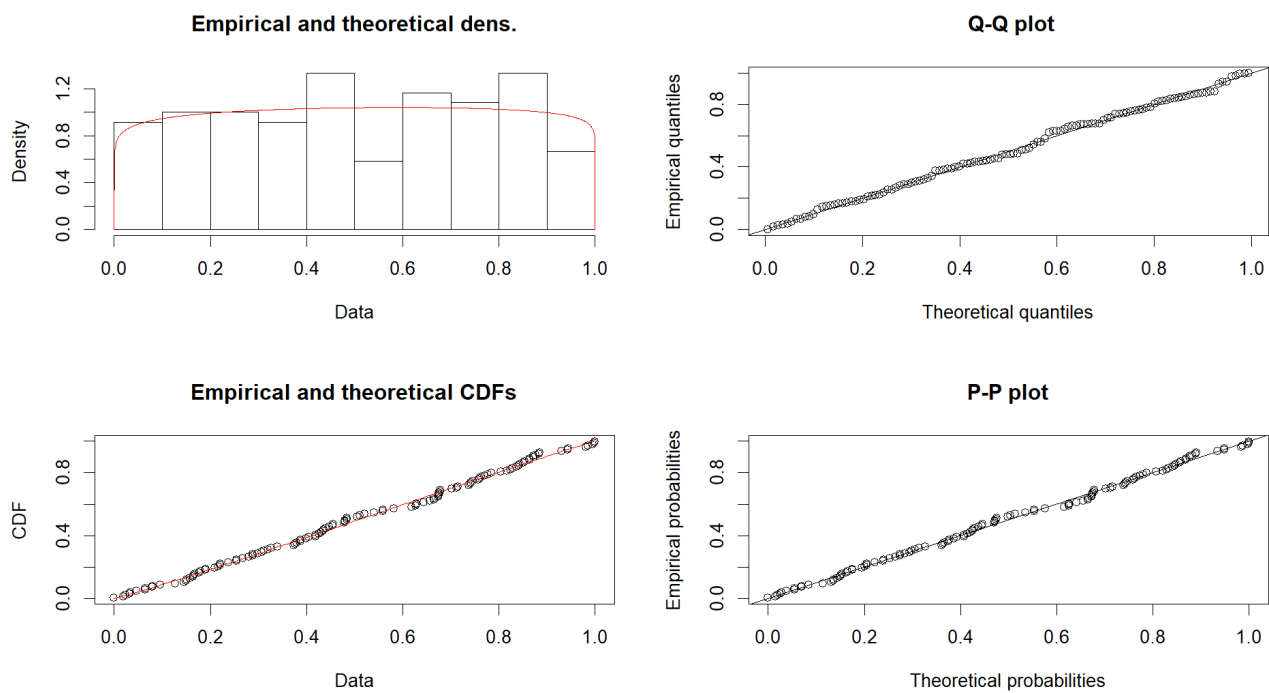 Empirical and theoretical dens.
Density
0.0 0.4 0.8 1.2
0.0 0.2 0.4 0.6 0.8 1.0
Data
Q-Q plot
Empirical quantiles
0.0 0.4 0.8
0.0 0.2 0.4 0.6 0.8 1.0
Theoretical quantiles
Empirical and theoretical CDFs
CDF
0.0 0.4 0.8
0.0 0.2 0.4 0.6 0.8 1.0
Data
P-P plot
Empirical probabilities
0.0 0.4 0.8
0.0 0.2 0.4 0.6 0.8 1.0
Theoretical probabilities